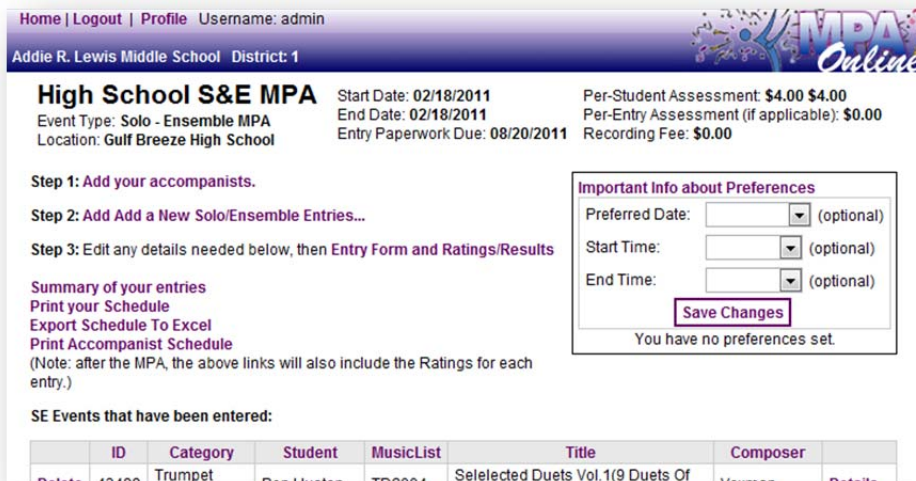 Home | Logout | Profile Username: admin
MPA
Online
Addie R. Lewis Middle School District: 1
High School S&E MPA
Event Type: Solo - Ensemble MPA
Location: Gulf Breeze High School
Start Date: 02/18/2011
End Date: 02/18/2011
Entry Paperwork Due: 08/20/2011
Per-Student Assessment: $4.00 $4.00
Per-Entry Assessment (if applicable): $0.00
Recording Fee: $0.00
Step 1: Add your accompanists.
Step 2: Add Add a New Solo/Ensemble Entries...
Step 3: Edit any details needed below, then Entry Form and Ratings/Results
Summary of your entries
Print your Schedule
Export Schedule To Excel
Print Accompanist Schedule
(Note: after the MPA, the above links will also include the Ratings for each
entry.)
Important Info about Preferences
Preferred Date: (optional)
Start Time: (optional)
End Time: (optional)
Save Changes
You have no preferences set.
SE Events that have been entered:
ID Category Student MusicList Title Composer
Trumpet
Selelected Duets Vol.1(9 Duets Of
Delete Details